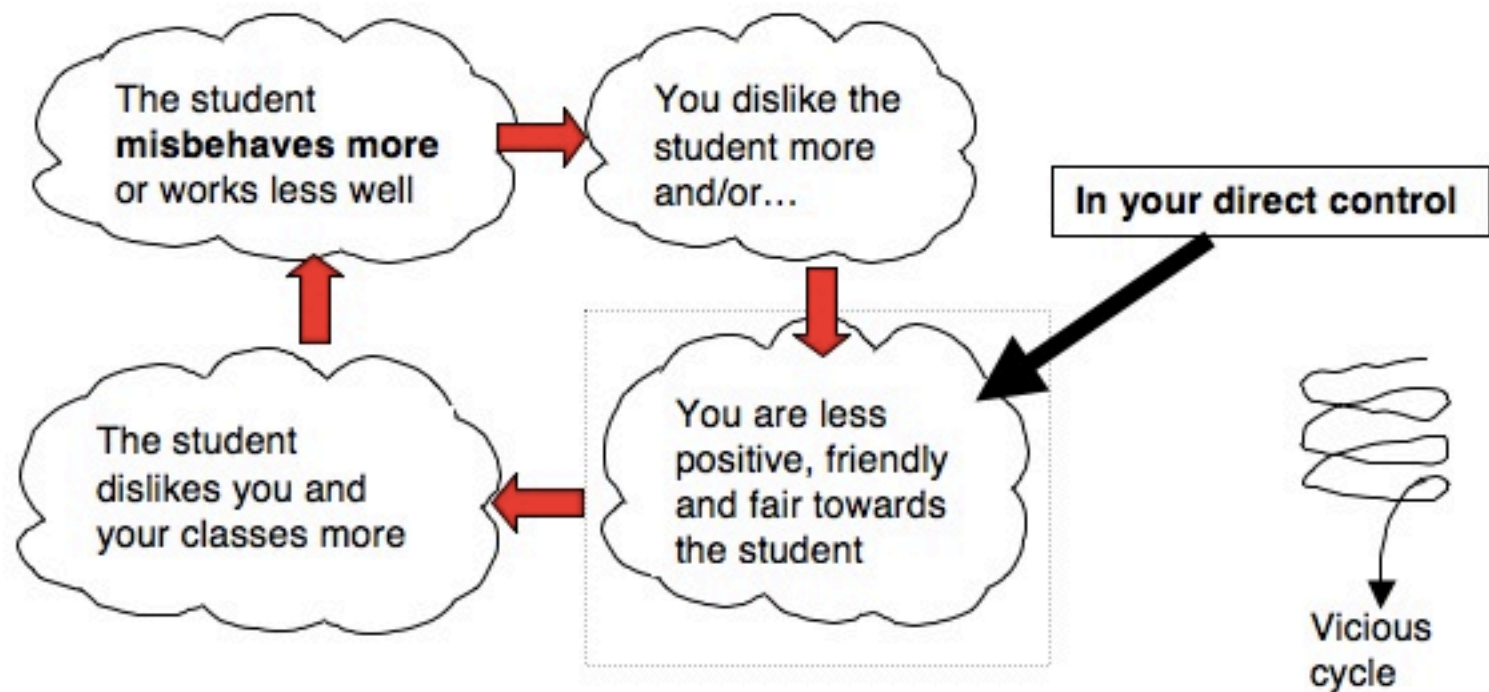 The student
misbehaves more
or works less well
You dislike the
student more
and/or…
In your direct control
You are less
positive, friendly
and fair towards
the student
The student
dislikes you and
your classes more
Vicious
cycle